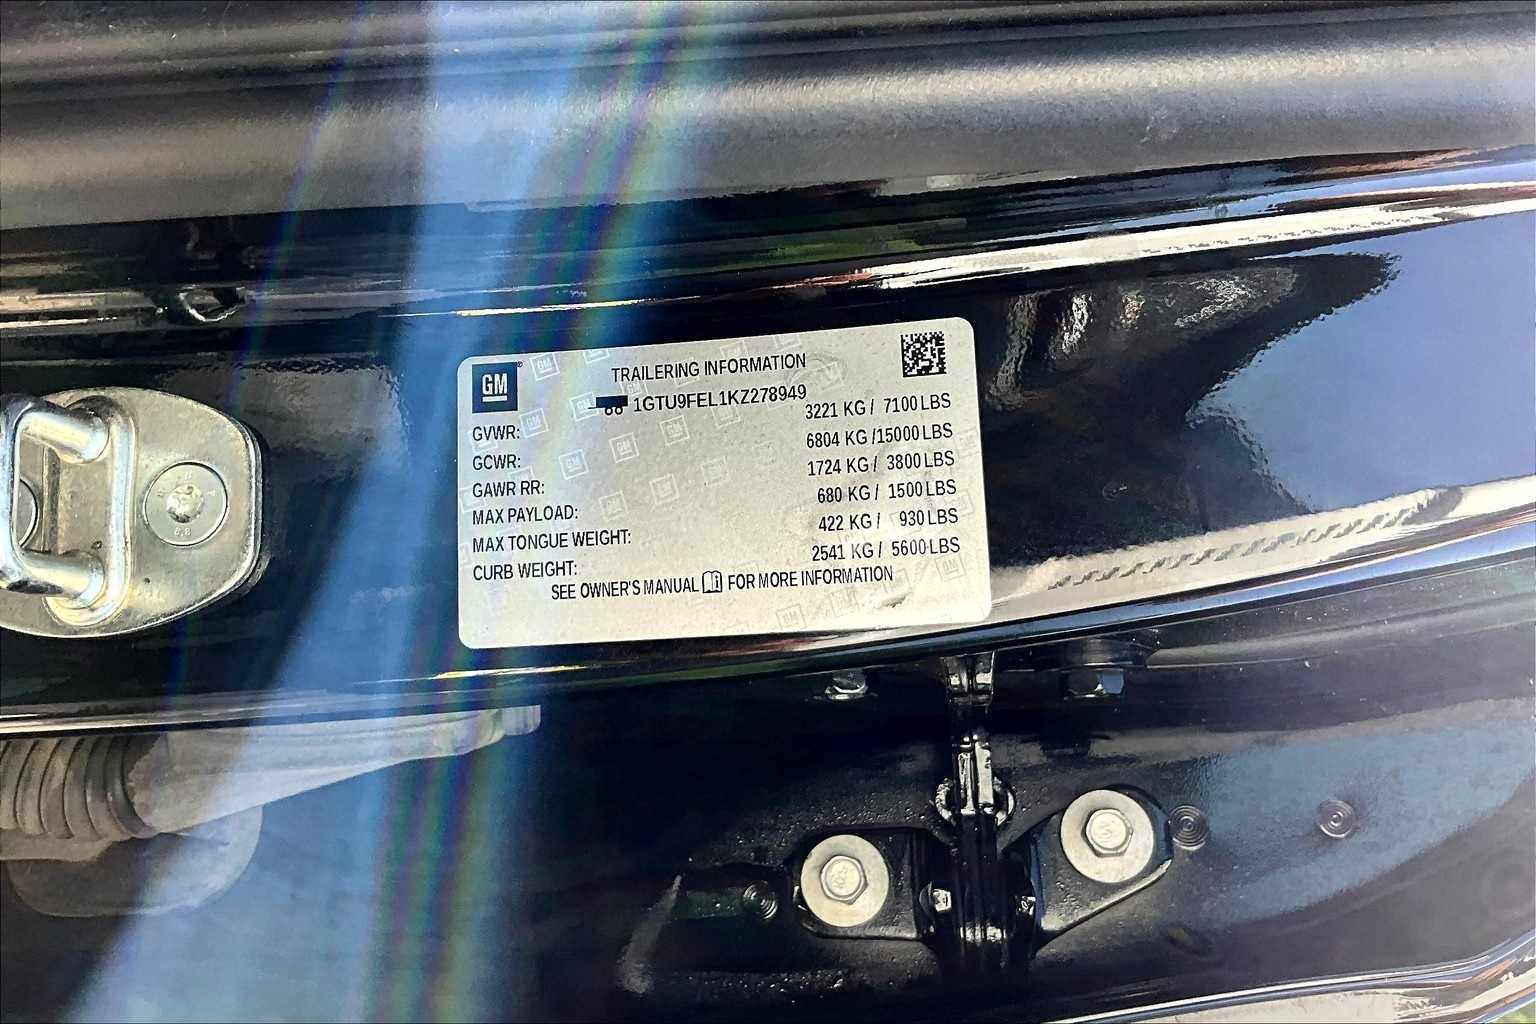 GM
TRAILERING INFORMATION
1GTU9FEL1KZ278949
GVWR: 3221 KG / 7100 LBS
GCWR: 6804 KG /15000 LBS
GAWR RR: 1724 KG / 3800 LBS
MAX PAYLOAD: 680 KG / 1500 LBS
MAX TONGUE WEIGHT: 422 KG / 930 LBS
CURB WEIGHT: 2541 KG / 5600 LBS
SEE OWNER'S MANUAL FOR MORE INFORMATION